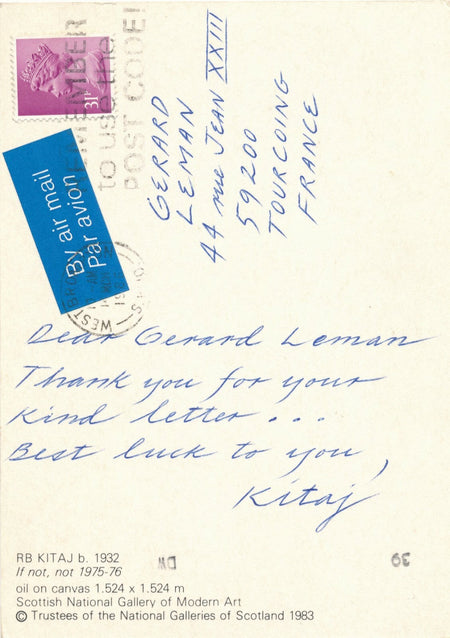 31P
REMEMBER
to use the
POST CODE!
By air mail
Par avion
GERARD
LEMAN
44 rue JEAN XXIII
59200
TOURCOING
FRANCE
Dear Gerard Leman
Thank you for your
kind letter...
Best luck to you,
Kitaj
RB KITAJ b. 1932
If not, not 1975-76
oil on canvas 1.524 x 1.524 m
Scottish National Gallery of Modern Art
© Trustees of the National Galleries of Scotland 1983
DW
39